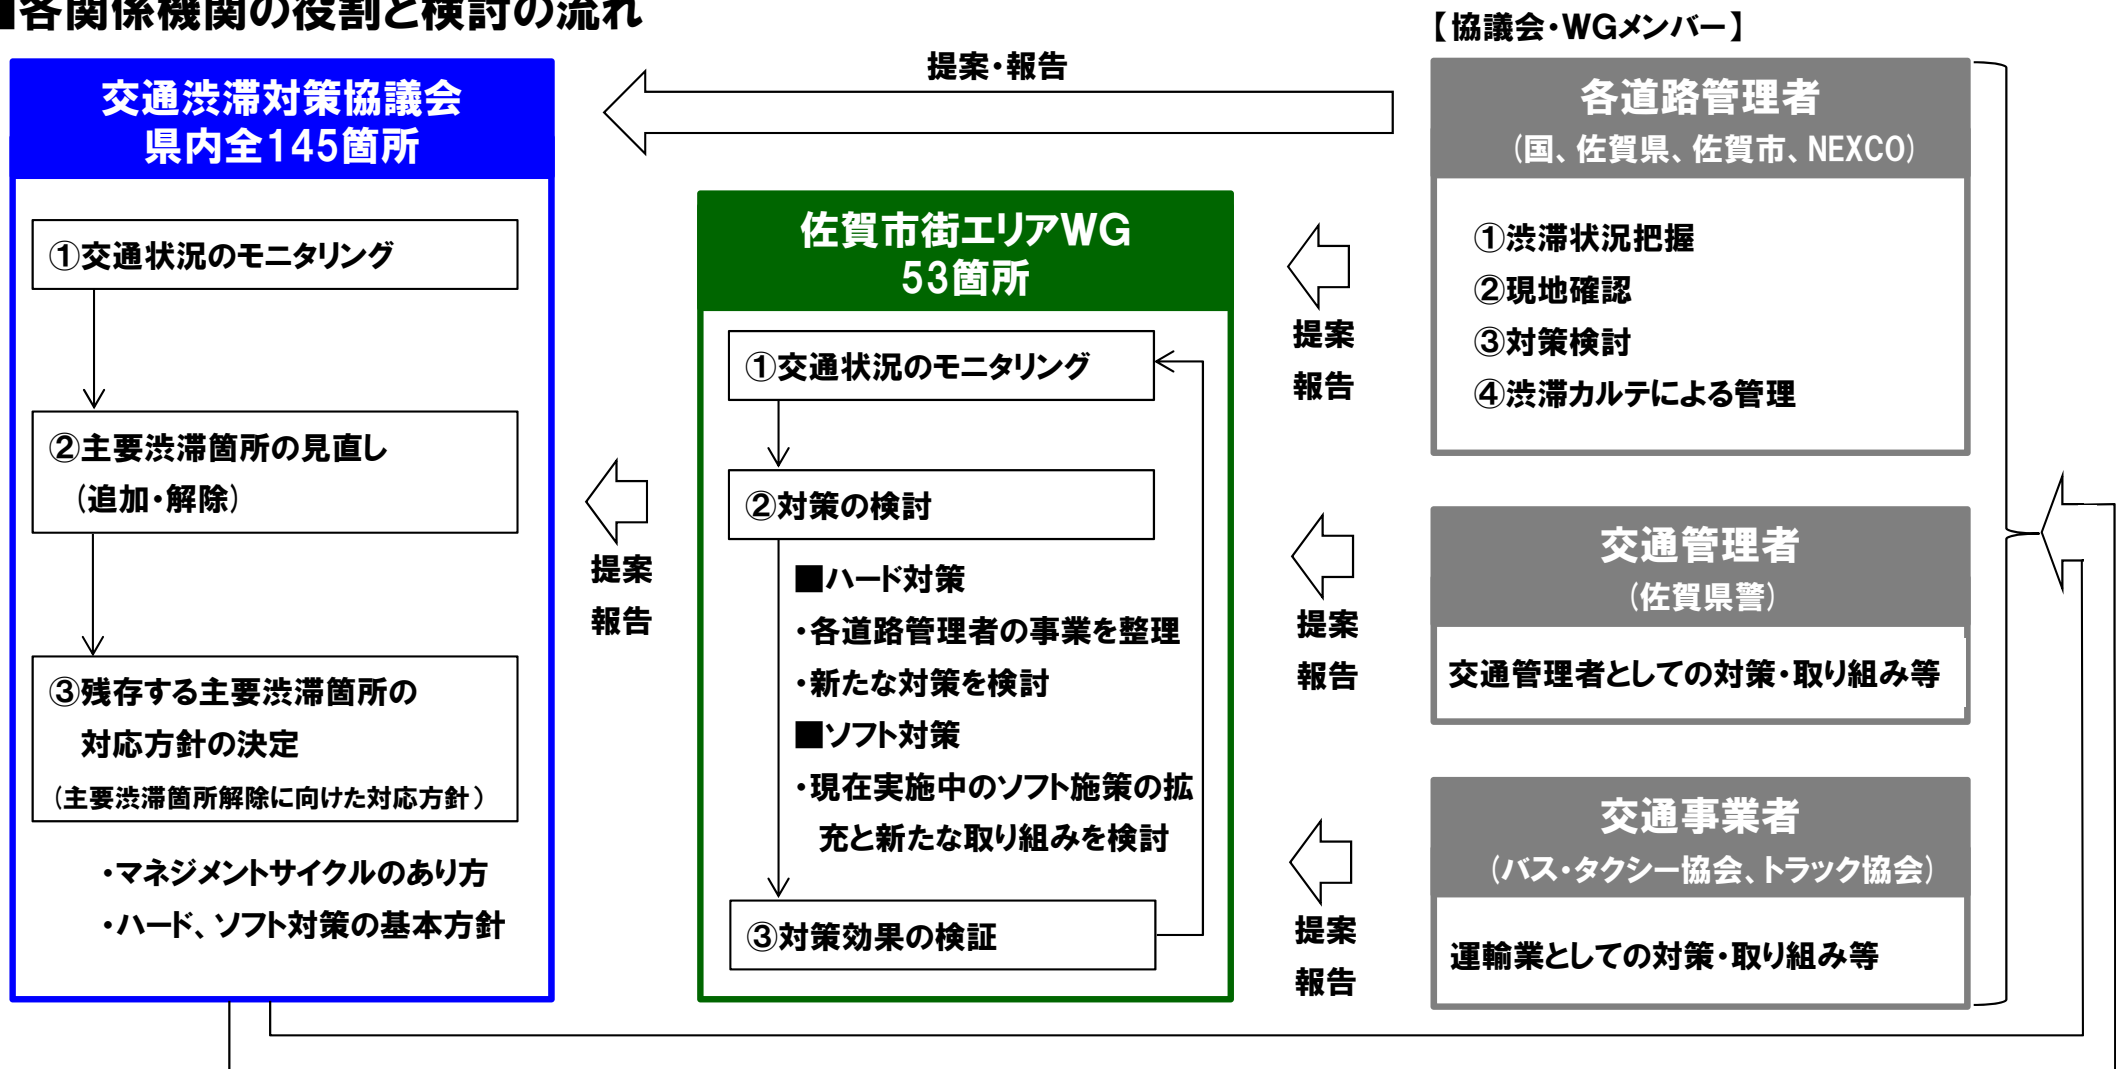 ■各関係機関の役割と検討の流れ
【協議会・WGメンバー】
提案・報告
交通渋滞対策協議会
県内全145箇所
①交通状況のモニタリング
②主要渋滞箇所の見直し
(追加・解除)
③残存する主要渋滞箇所の
対応方針の決定
(主要渋滞箇所解除に向けた対応方針)
・マネジメントサイクルのあり方
・ハード、ソフト対策の基本方針
提案
報告
佐賀市街エリアWG
53箇所
①交通状況のモニタリング
②対策の検討
■ハード対策
・各道路管理者の事業を整理
・新たな対策を検討
■ソフト対策
・現在実施中のソフト施策の拡
充と新たな取り組みを検討
③対策効果の検証
提案
報告
提案
報告
提案
報告
各道路管理者
(国、佐賀県、佐賀市、NEXCO)
①渋滞状況把握
②現地確認
③対策検討
④渋滞カルテによる管理
交通管理者
(佐賀県警)
交通管理者としての対策・取り組み等
交通事業者
(バス・タクシー協会、トラック協会)
運輸業としての対策・取り組み等